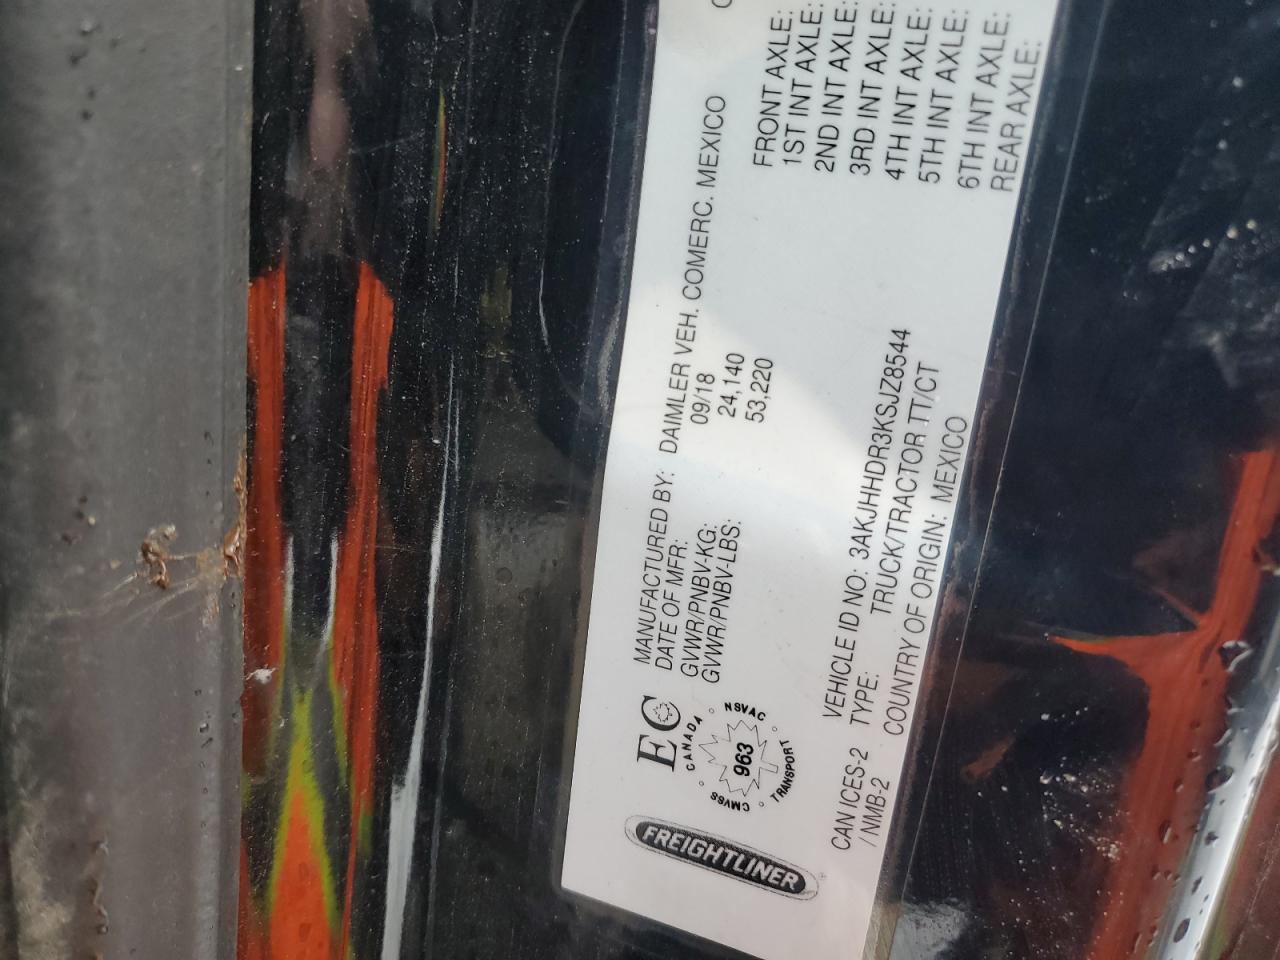 MANUFACTURED BY: DAIMLER VEH. COMERC. MEXICO
DATE OF MFR: 09/18
GVWR/PNBV-KG: 24,140
GVWR/PNBV-LBS: 53,220
FRONT AXLE:
1ST INT AXLE:
2ND INT AXLE:
3RD INT AXLE:
4TH INT AXLE:
5TH INT AXLE:
6TH INT AXLE:
REAR AXLE:
EC
CANADA
NSVAC
963
CMVSS
TRANSPORT
FREIGHTLINER
VEHICLE ID NO: 3AKJHHDR3KSJZ8544
CAN ICES-2 TYPE: TRUCK/TRACTOR TT/CT
/ NMB-2 COUNTRY OF ORIGIN: MEXICO